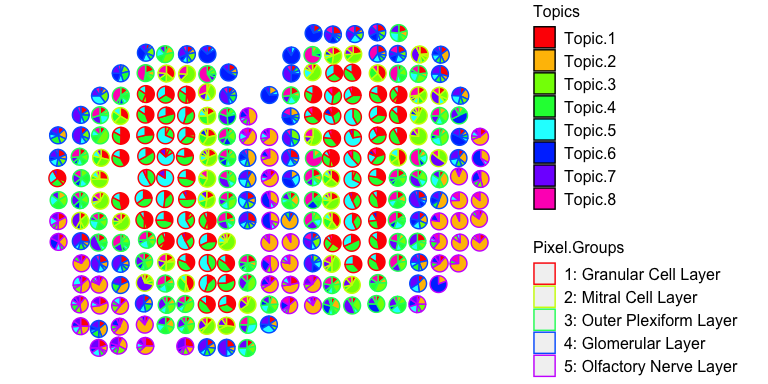 Topics
Topic.1
Topic.2
Topic.3
Topic.4
Topic.5
Topic.6
Topic.7
Topic.8
Pixel.Groups
1: Granular Cell Layer
2: Mitral Cell Layer
3: Outer Plexiform Layer
4: Glomerular Layer
5: Olfactory Nerve Layer